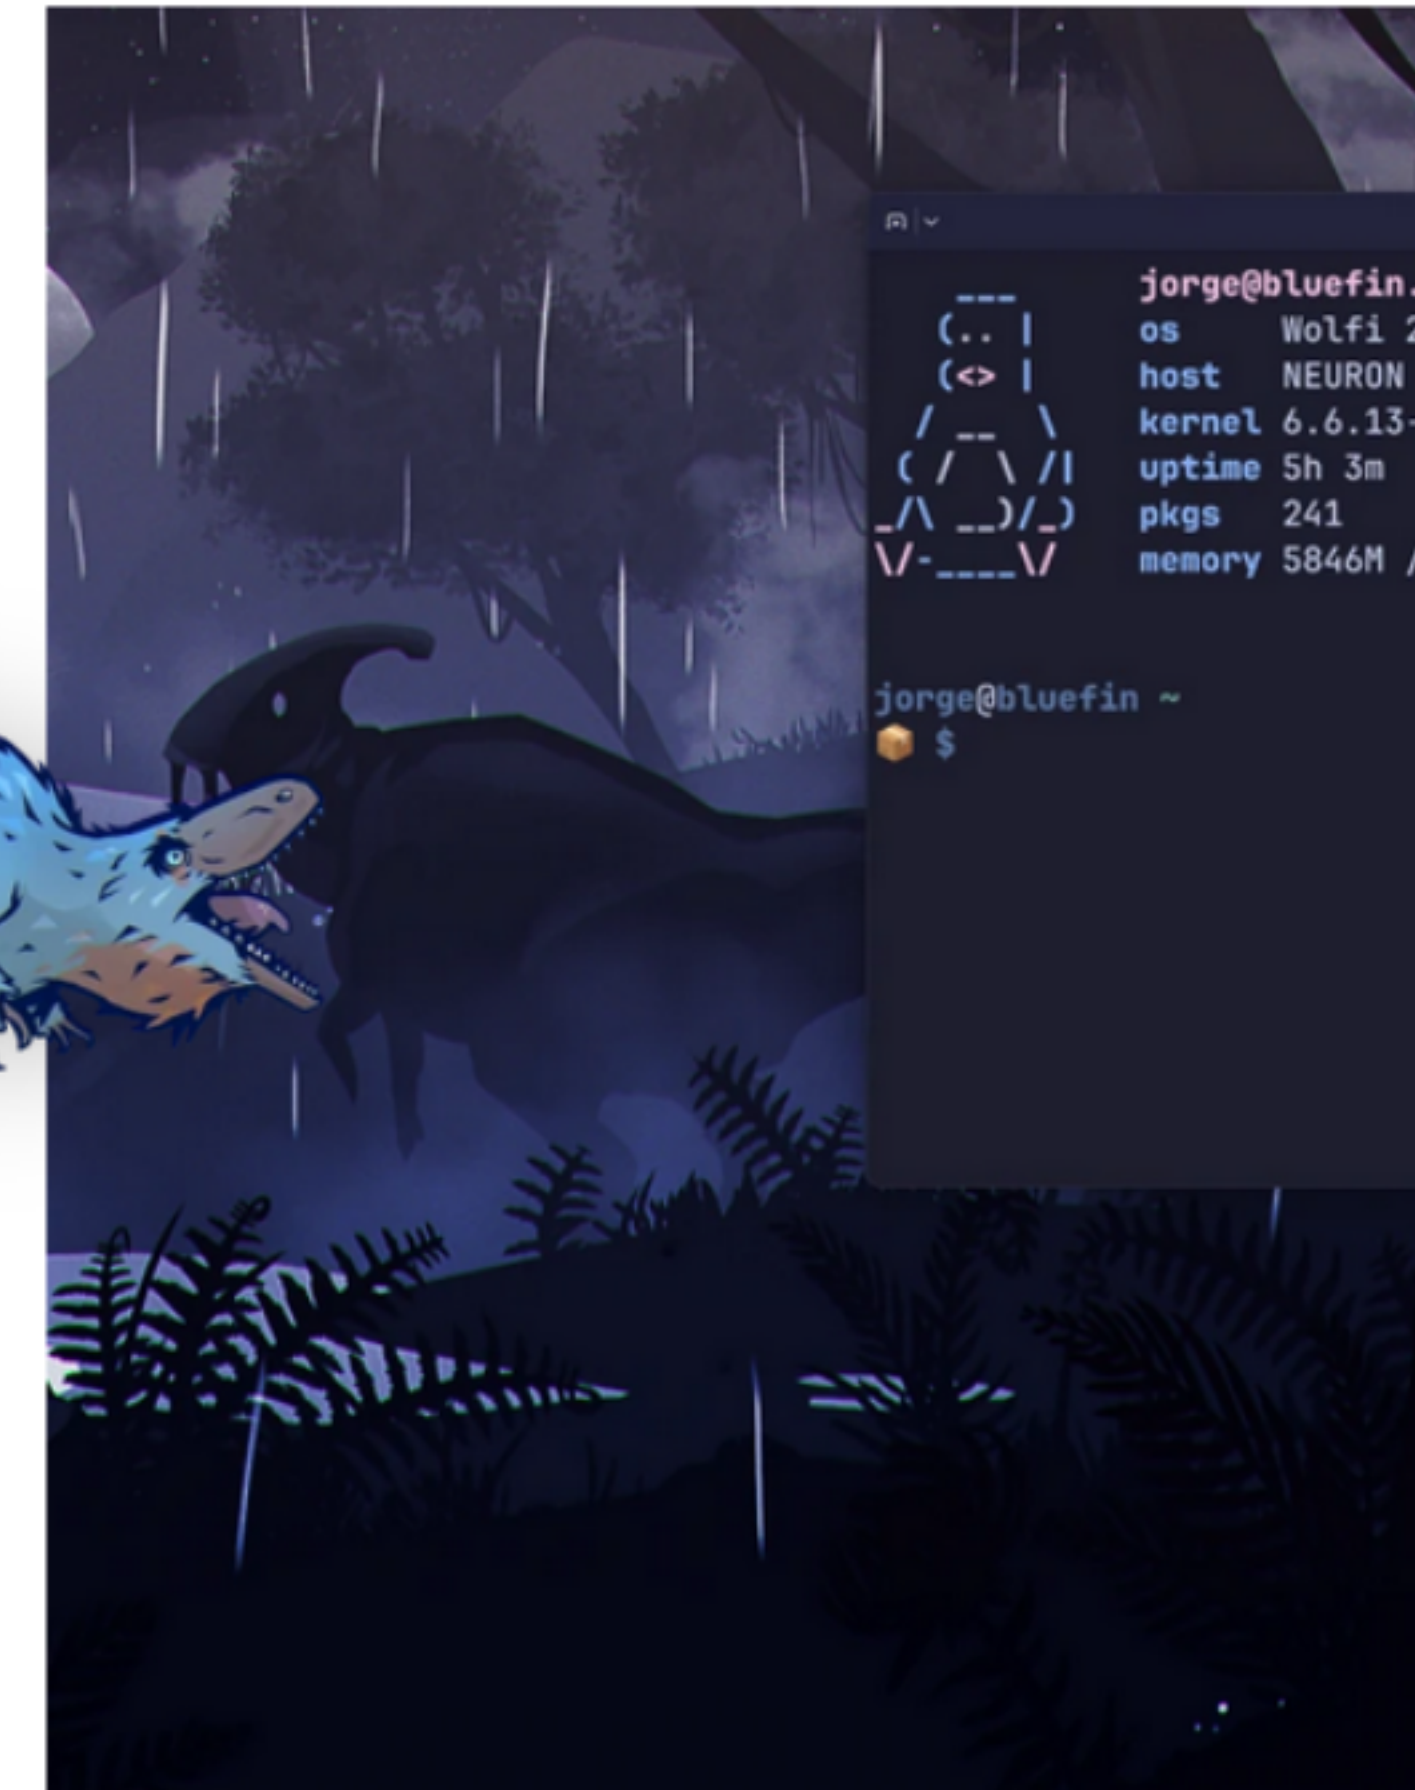 jorge@bluefin.
os Wolfi 2
host NEURON
kernel 6.6.13-
uptime 5h 3m
pkgs 241
memory 5846M /
jorge@bluefin ~
$